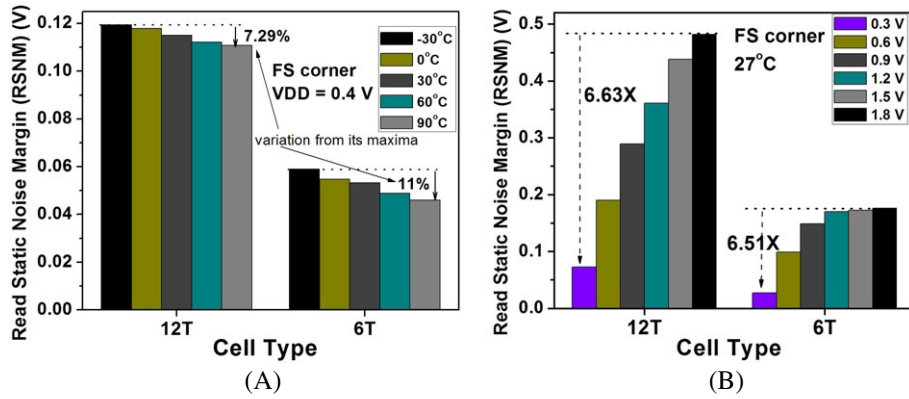 0.12
0.10
0.08
0.06
0.04
0.02
0.00
Read Static Noise Margin (RSNM) (V)
7.29%
FS corner
VDD = 0.4 V
-30°C
0°C
30°C
60°C
90°C
variation from its maxima
11%
12T
6T
Cell Type
(A)
0.5
0.4
0.3
0.2
0.1
0.0
Read Static Noise Margin (RSNM) (V)
6.63X
FS corner
27°C
0.3 V
0.6 V
0.9 V
1.2 V
1.5 V
1.8 V
6.51X
12T
6T
Cell Type
(B)